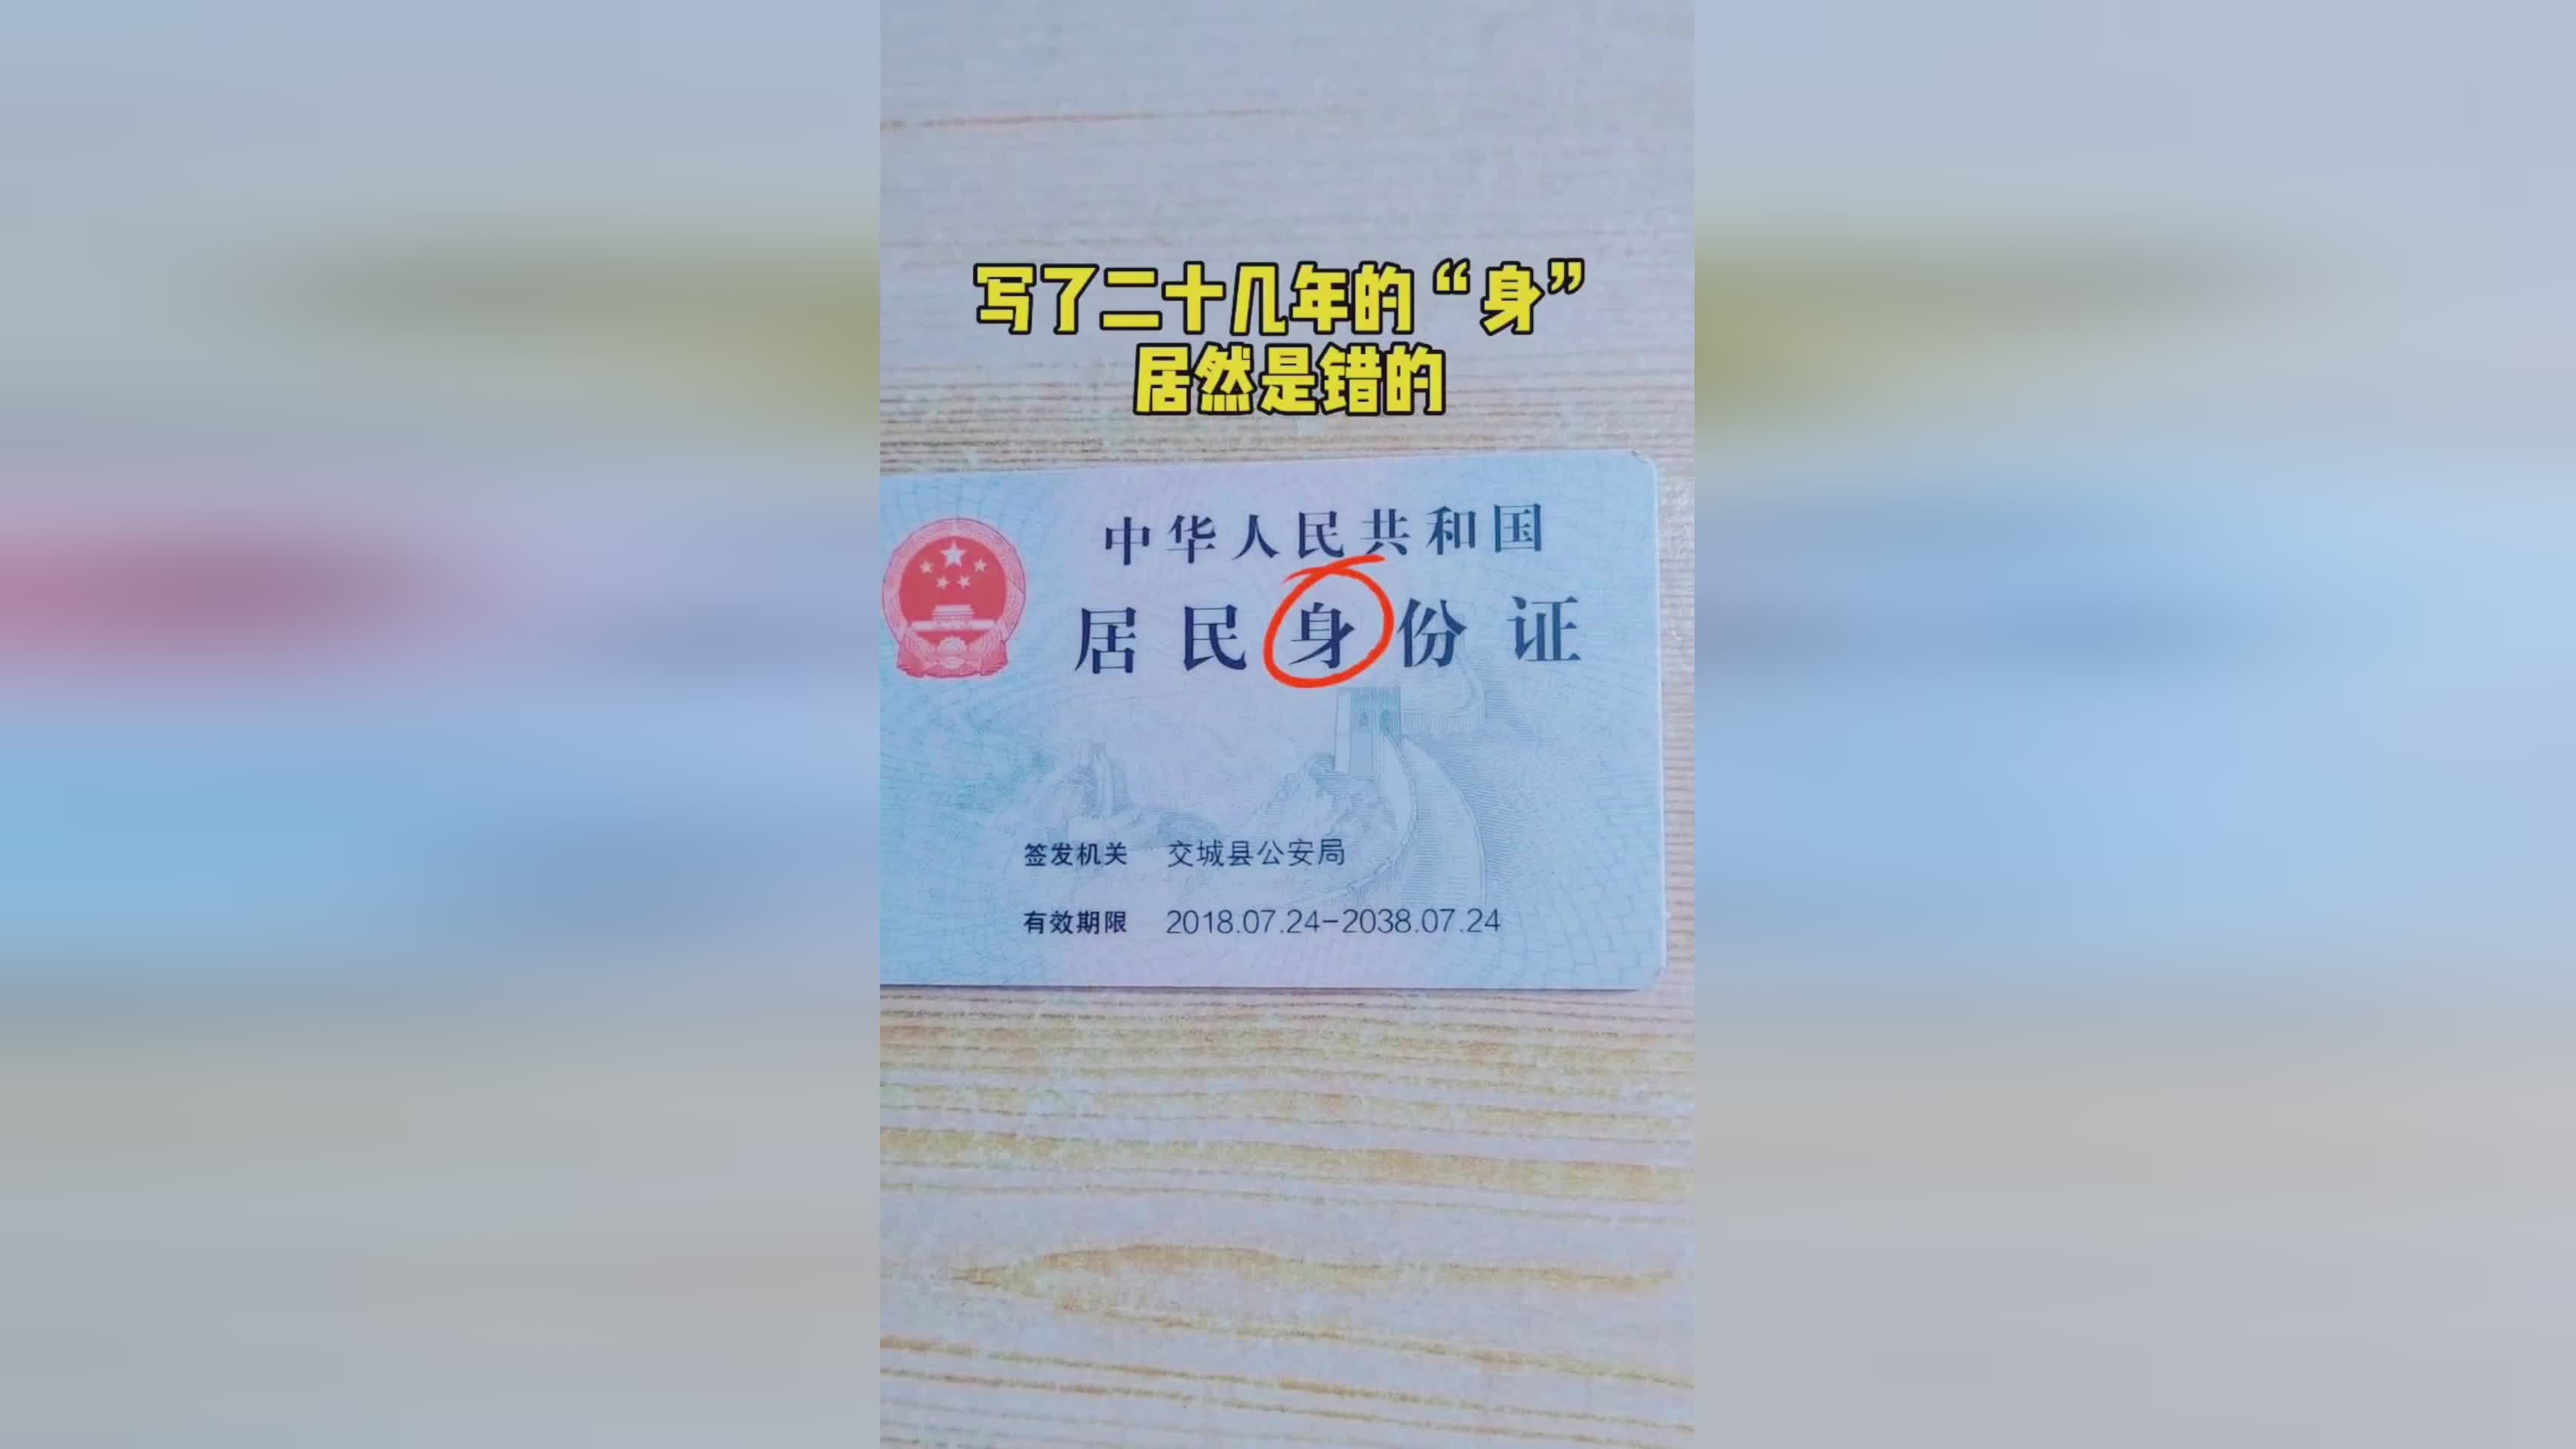 写了二十几年的“身”
居然是错的
中华人民共和国
居民身份证
签发机关 交城县公安局
有效期限 2018.07.24-2038.07.24